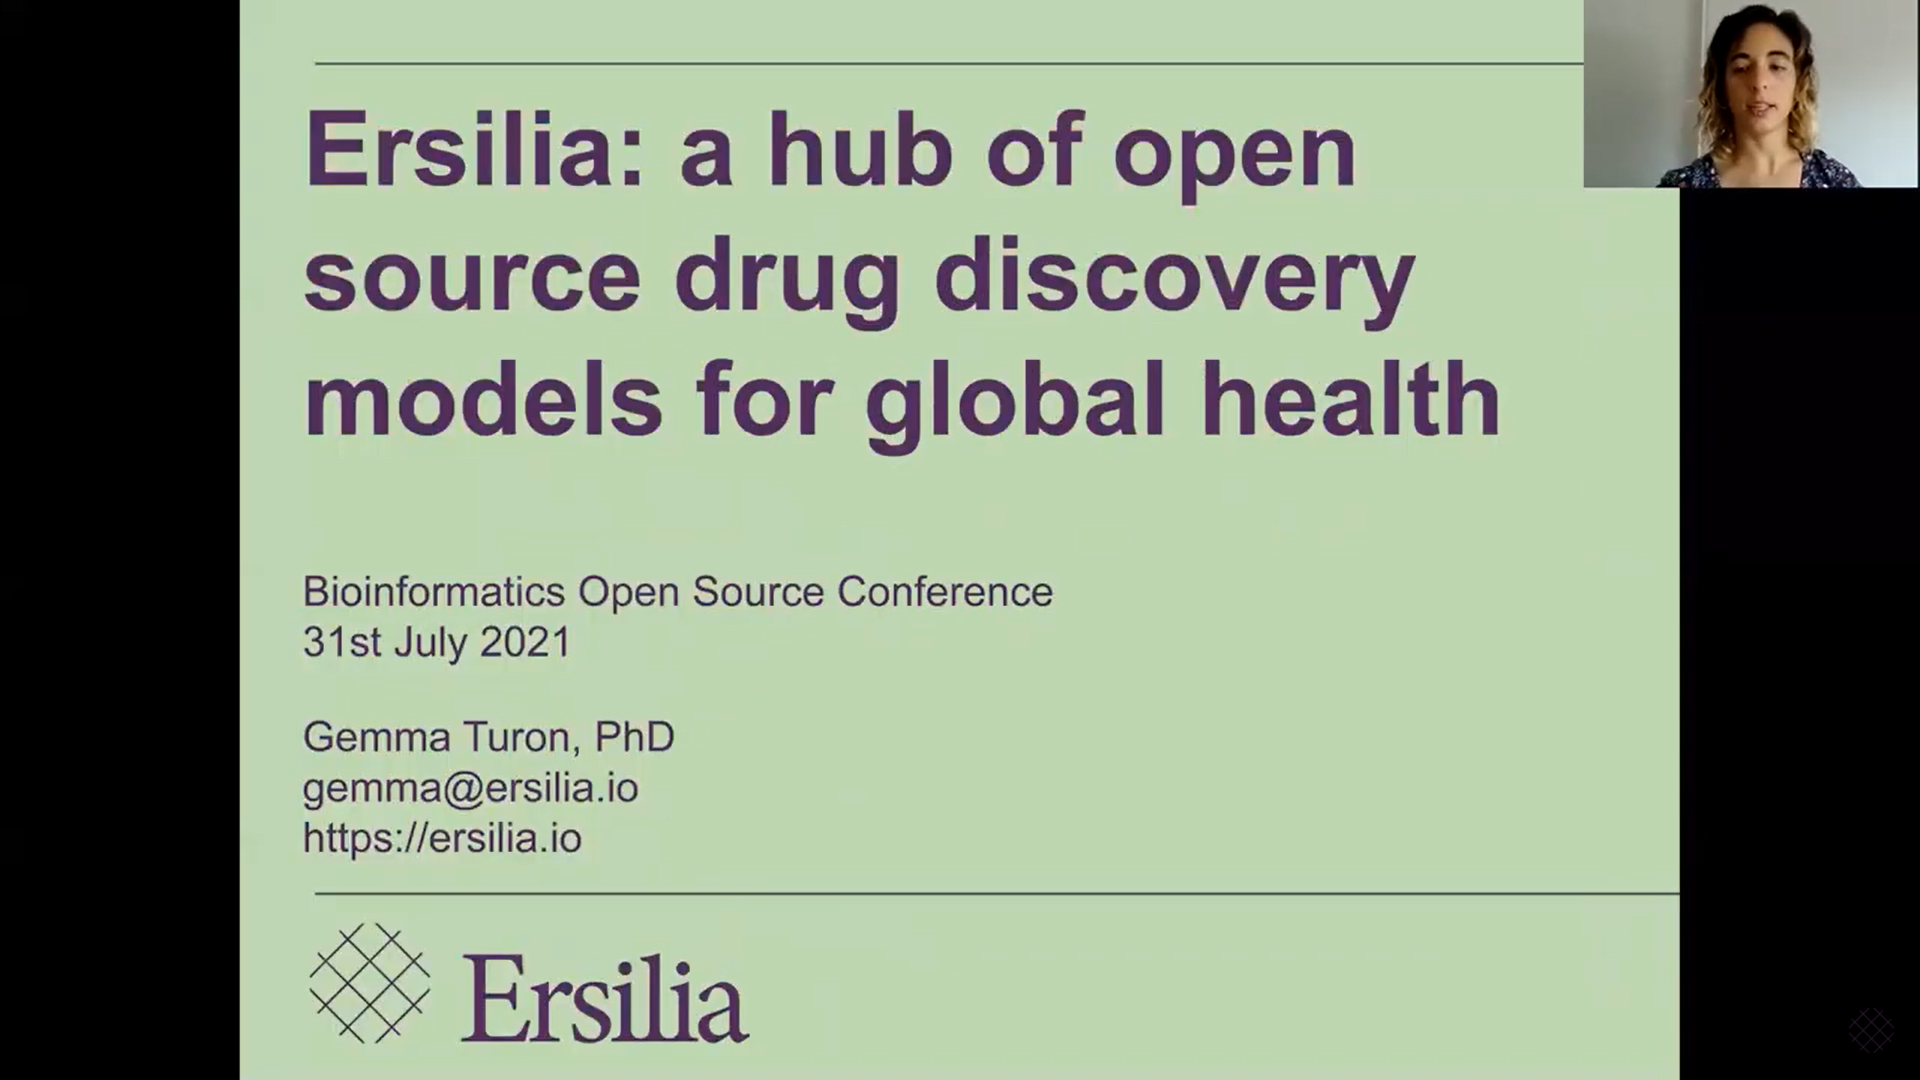 Ersilia: a hub of open
source drug discovery
models for global health
Bioinformatics Open Source Conference
31st July 2021
Gemma Turon, PhD
gemma@ersilia.io
https://ersilia.io
Ersilia